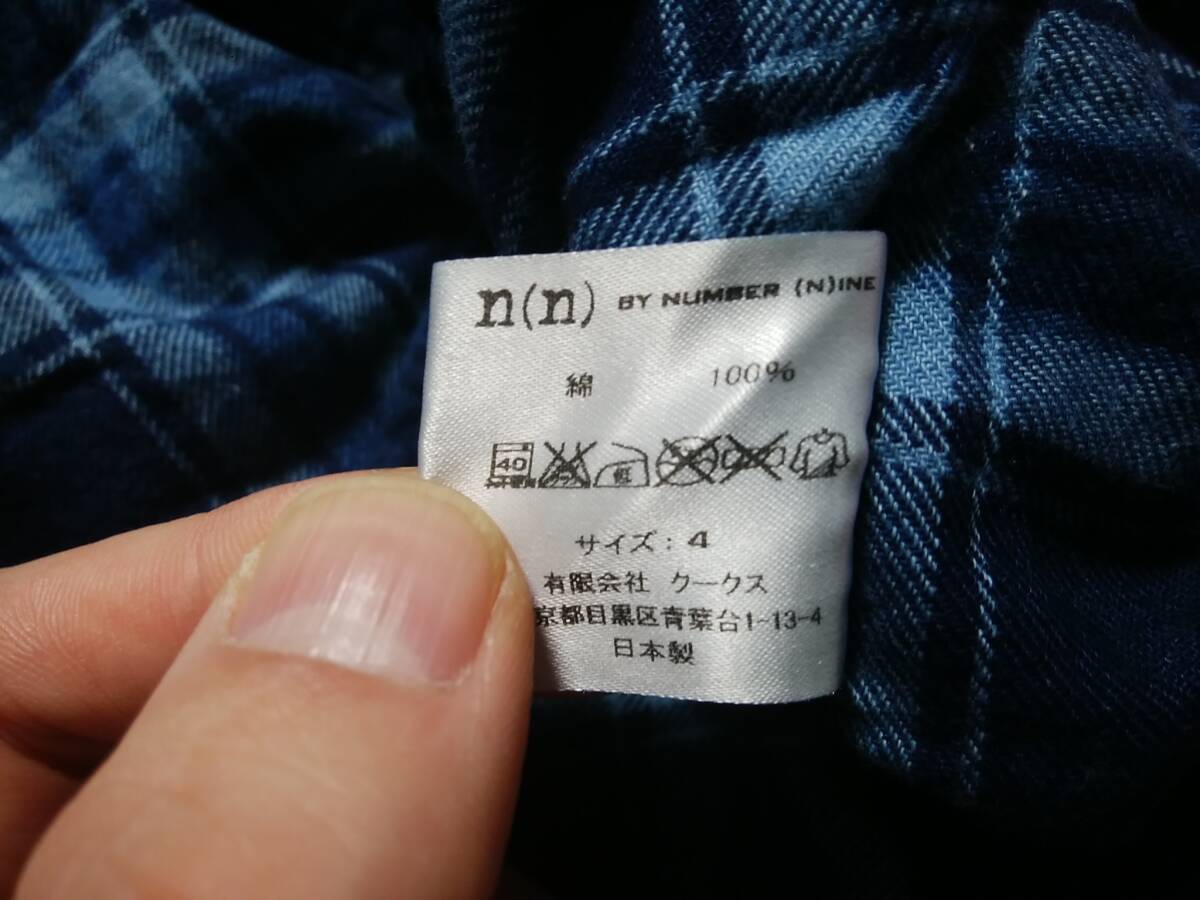 n(n) BY NUMBER (N)INE
綿 100%
40
サイズ: 4
有限会社 クークス
京都目黒区青葉台1-13-4
日本製